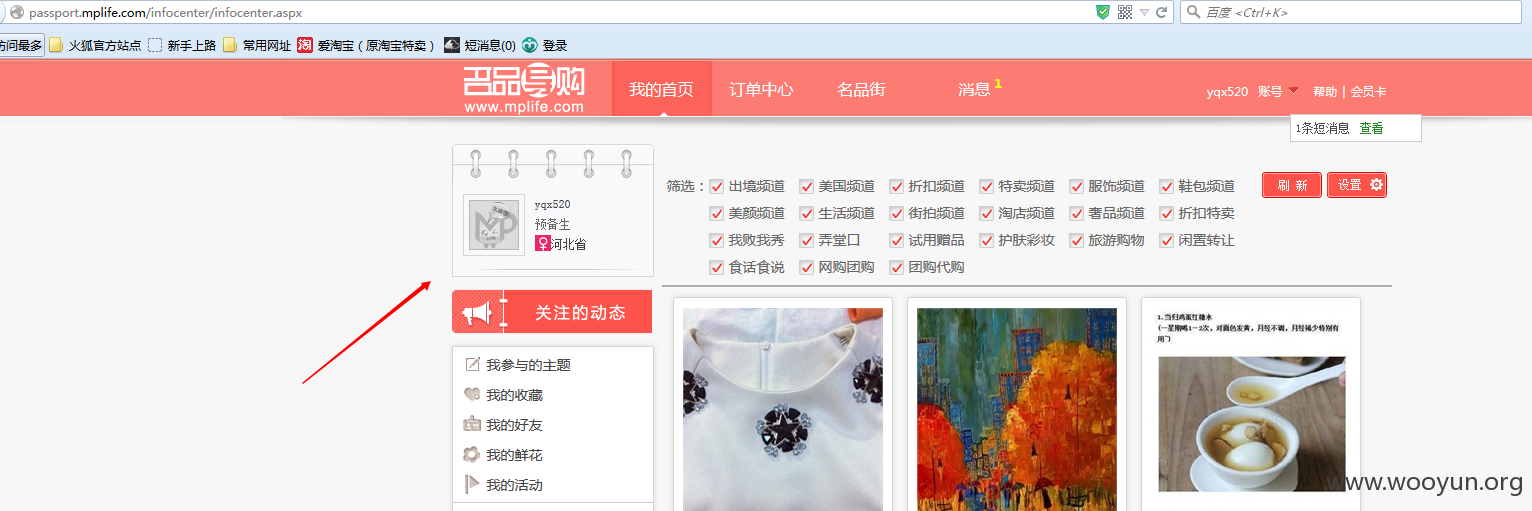 passport.mplife.com/infocenter/infocenter.aspx
百度 <Ctrl+K>
访问最多 火狐官方站点 新手上路 常用网址 淘 爱淘宝（原淘宝特卖） 短消息(0) 登录
名品导购
www.mplife.com
我的首页 订单中心 名品街 消息 1
yqx520 账号 帮助 | 会员卡
1条短消息 查看
yqx520
预备生
河北省
筛选： 出境频道 美国频道 折扣频道 特卖频道 服饰频道 鞋包频道
刷 新 设置
美颜频道 生活频道 街拍频道 淘店频道 奢品频道 折扣特卖
我败我秀 弄堂口 试用赠品 护肤彩妆 旅游购物 闲置转让
食话食说 网购团购 团购代购
关注的动态
我参与的主题
我的收藏
我的好友
我的鲜花
我的活动
1.当归鸡蛋红糖水
(一星期喝1－2次，对面色发黄，月经不调，月经稀少特别有
用~)
www.wooyun.org